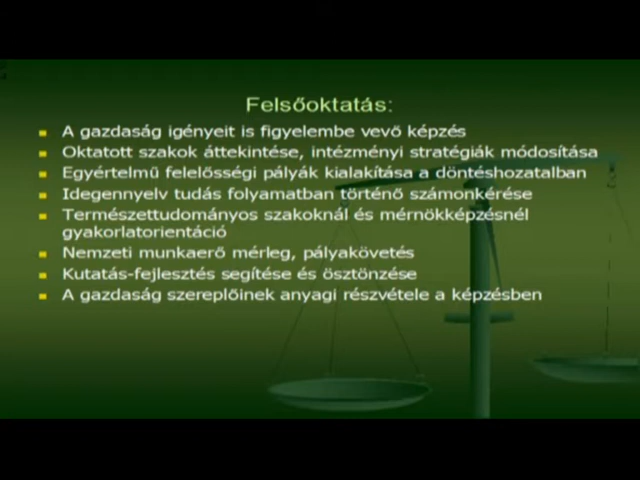 Felsőoktatás:
A gazdaság igényeit is figyelembe vevő képzés
Oktatott szakok áttekintése, intézményi stratégiák módosítása
Egyértelmű felelősségi pályák kialakítása a döntéshozatalban
Idegennyelv tudás folyamatban történő számonkérése
Természettudományos szakoknál és mérnökképzésnél
gyakorlatorientáció
Nemzeti munkaerő mérleg, pályakövetés
Kutatás-fejlesztés segítése és ösztönzése
A gazdaság szereplőinek anyagi részvétele a képzésben